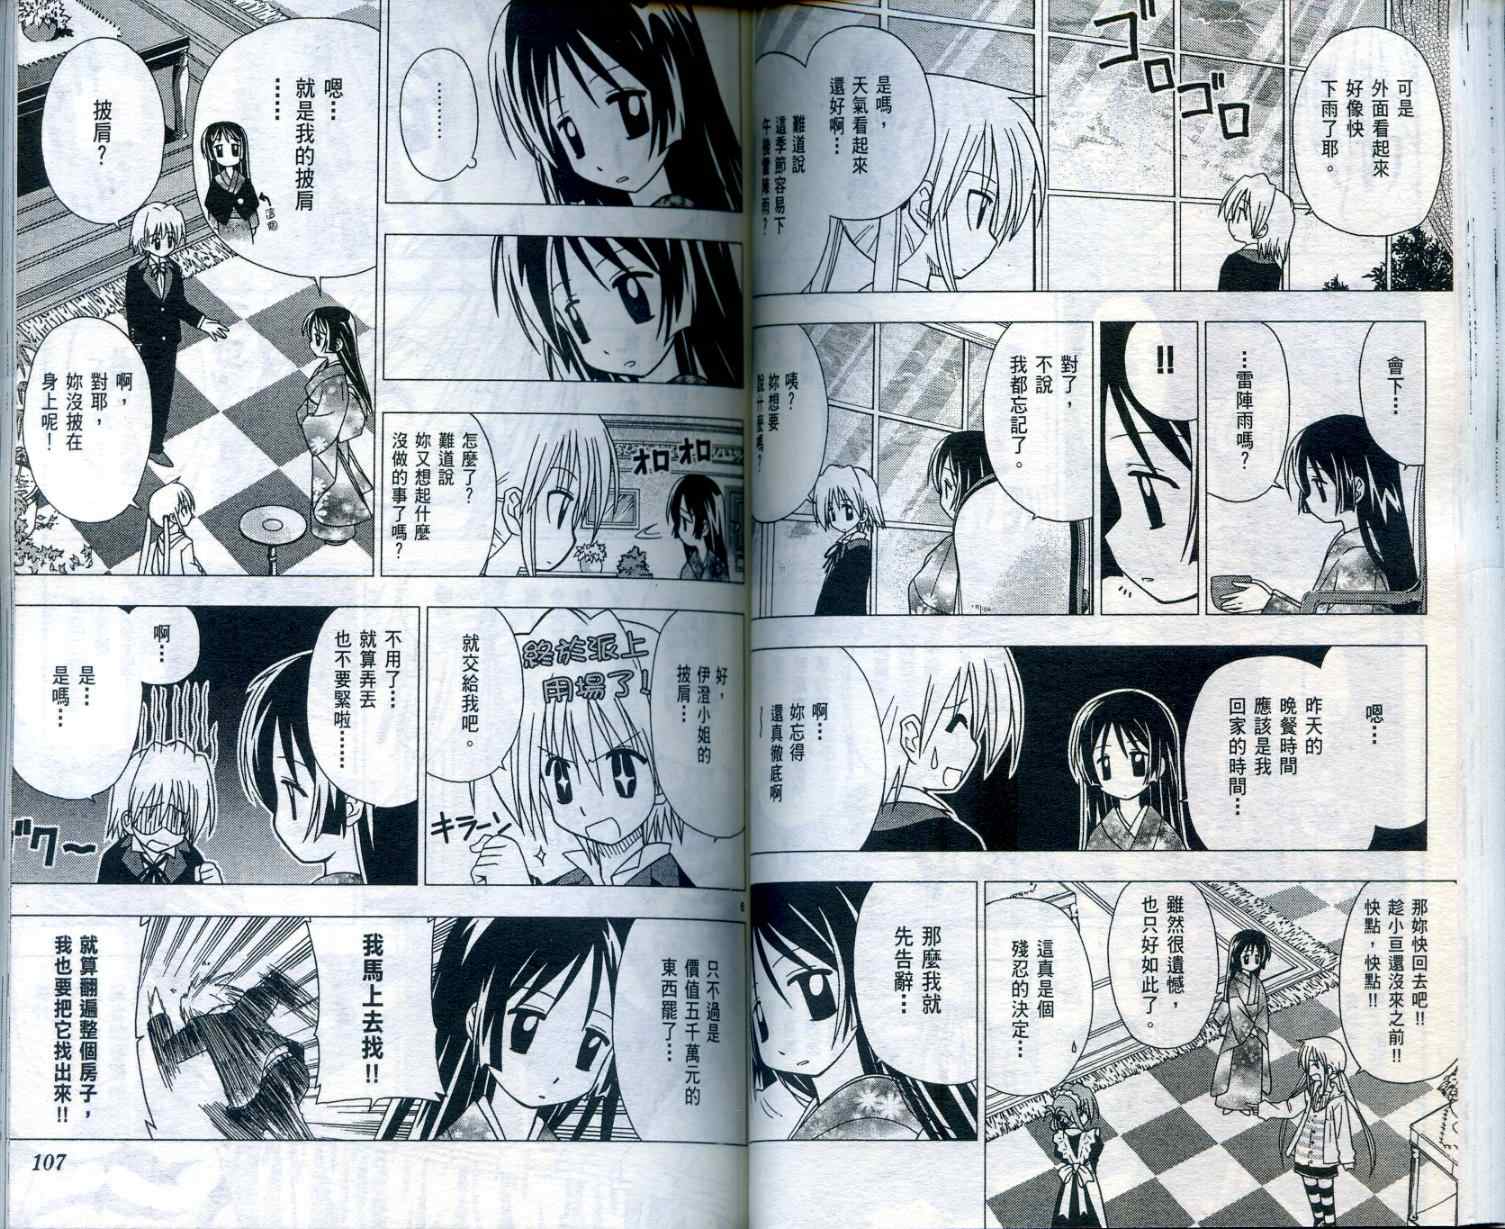 可是
外面看起來
好像快
下雨了耶。
ゴロゴロ
是嗎，
天氣看起來
還好啊…
難道說
這季節容易下
午後雷陣雨？
會下…
…雷陣雨嗎？
!!
對了，
不說
我都忘記了。
咦？
妳想要
說什麼嗎？
嗯…
昨天的
晚餐時間
應該是我
回家的時間…
啊…
妳忘得
還真徹底啊
～
那妳快回去吧!!
趁小亘還沒來之前!!
快點，快點!!
雖然很遺憾，
也只好如此了。
這真是個
殘忍的決定…
那麼我就
先告辭…
………
オロオロ
怎麼了？
難道說
妳又想起什麼
沒做的事了嗎？
嗯……
就是我的披肩
……
這個
披肩？
啊，
對耶，
妳沒披在
身上呢！
好，
伊澄小姐的
披肩…
終於派上
用場了！
就交給我吧。
キラーン
不用了…
就算弄丟
也不要緊啦……
啊…
是…
是嗎…
ガク～
只不過是
價值五千萬元的
東西罷了…
我馬上去找!!
就算翻遍整個房子，
我也要把它找出來!!
107